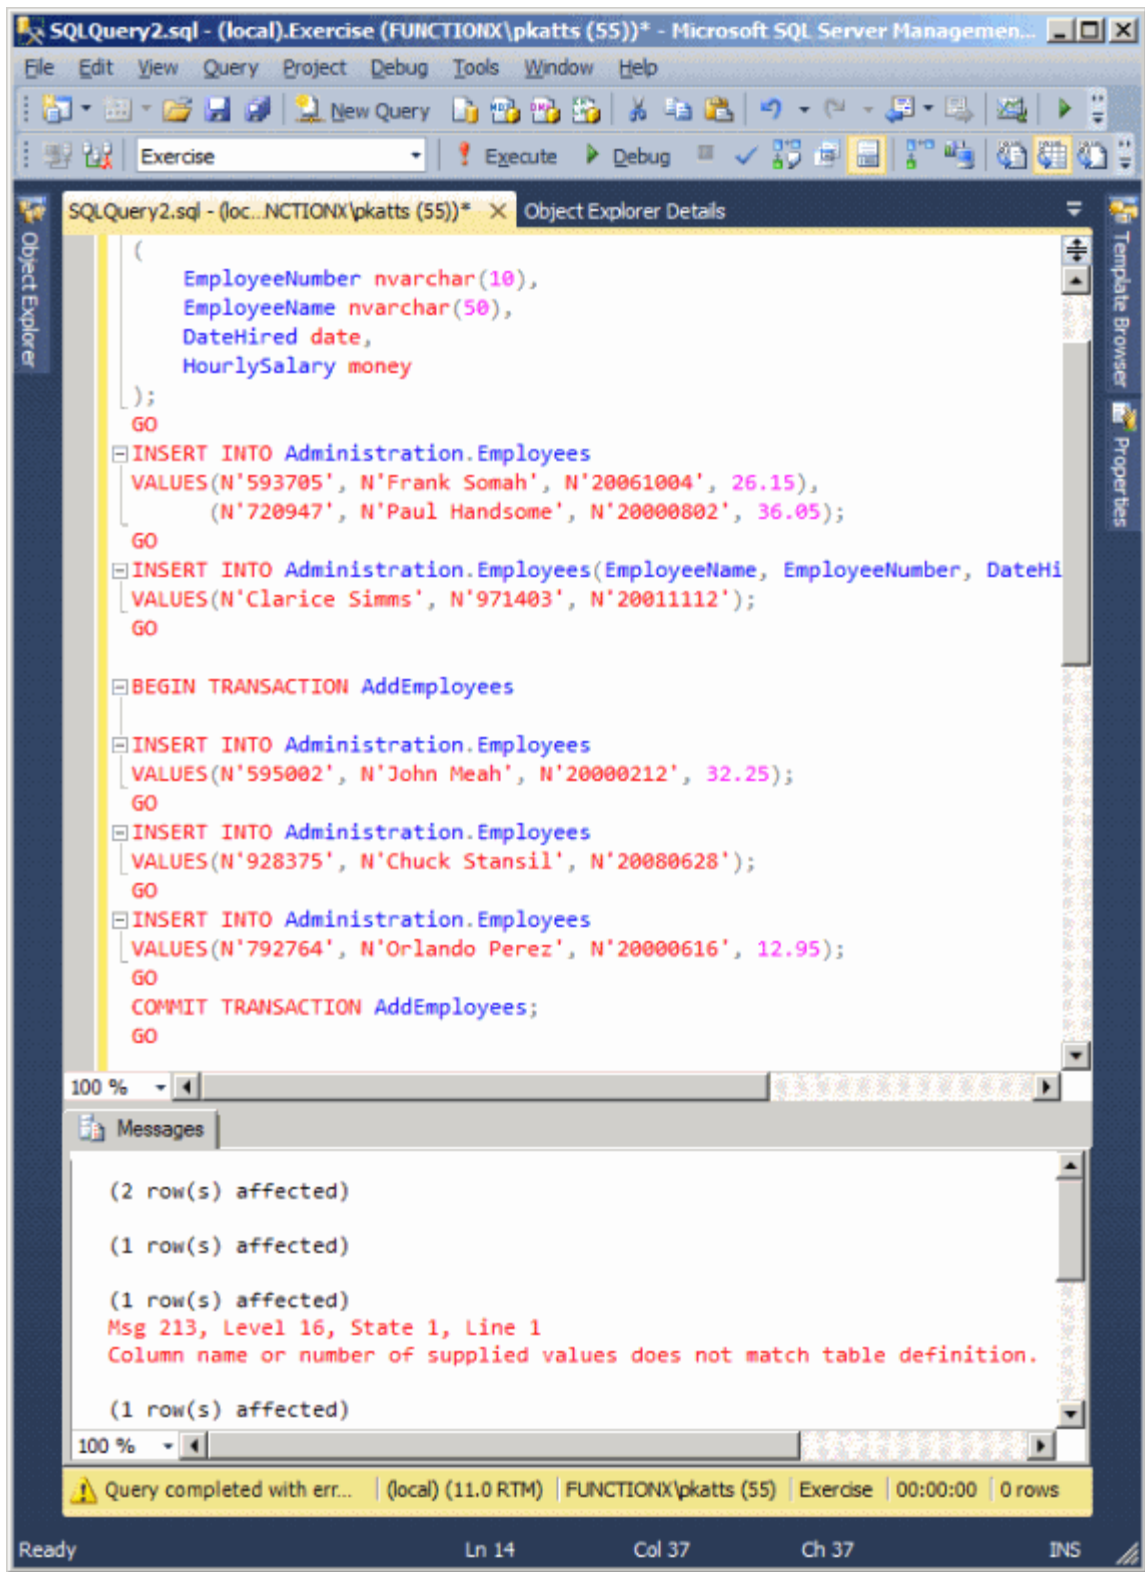 SQLQuery2.sql - (local).Exercise (FUNCTIONX\pkatts (55))* - Microsoft SQL Server Managemen...
File Edit View Query Project Debug Tools Window Help
New Query
Exercise Execute Debug
SQLQuery2.sql - (loc...NCTIONX\pkatts (55))* Object Explorer Details
Object Explorer
Template Browser
Properties
(
EmployeeNumber nvarchar(10),
EmployeeName nvarchar(50),
DateHired date,
HourlySalary money
);
GO
INSERT INTO Administration.Employees
VALUES(N'593705', N'Frank Somah', N'20061004', 26.15),
(N'720947', N'Paul Handsome', N'20000802', 36.05);
GO
INSERT INTO Administration.Employees(EmployeeName, EmployeeNumber, DateHi
VALUES(N'Clarice Simms', N'971403', N'20011112');
GO
BEGIN TRANSACTION AddEmployees
INSERT INTO Administration.Employees
VALUES(N'595002', N'John Meah', N'20000212', 32.25);
GO
INSERT INTO Administration.Employees
VALUES(N'928375', N'Chuck Stansil', N'20080628');
GO
INSERT INTO Administration.Employees
VALUES(N'792764', N'Orlando Perez', N'20000616', 12.95);
GO
COMMIT TRANSACTION AddEmployees;
GO
100 %
Messages
(2 row(s) affected)
(1 row(s) affected)
(1 row(s) affected)
Msg 213, Level 16, State 1, Line 1
Column name or number of supplied values does not match table definition.
(1 row(s) affected)
100 %
Query completed with err... (local) (11.0 RTM) FUNCTIONX\pkatts (55) Exercise 00:00:00 0 rows
Ready Ln 14 Col 37 Ch 37 INS